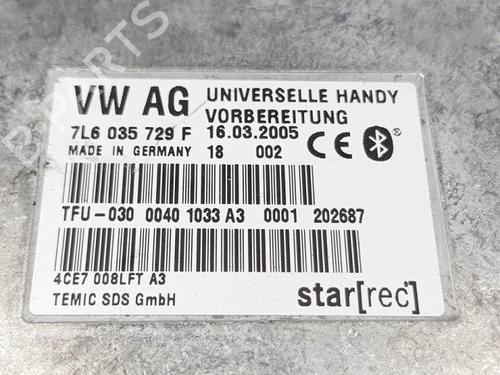 PARTS
VW AG UNIVERSELLE HANDY
VORBEREITUNG
7L6 035 729 F 16.03.2005
MADE IN GERMANY 18 002 CE
TFU-030 0040 1033 A3 0001 202687
4CE7 008LFT A3
TEMIC SDS GmbH
star[rec]